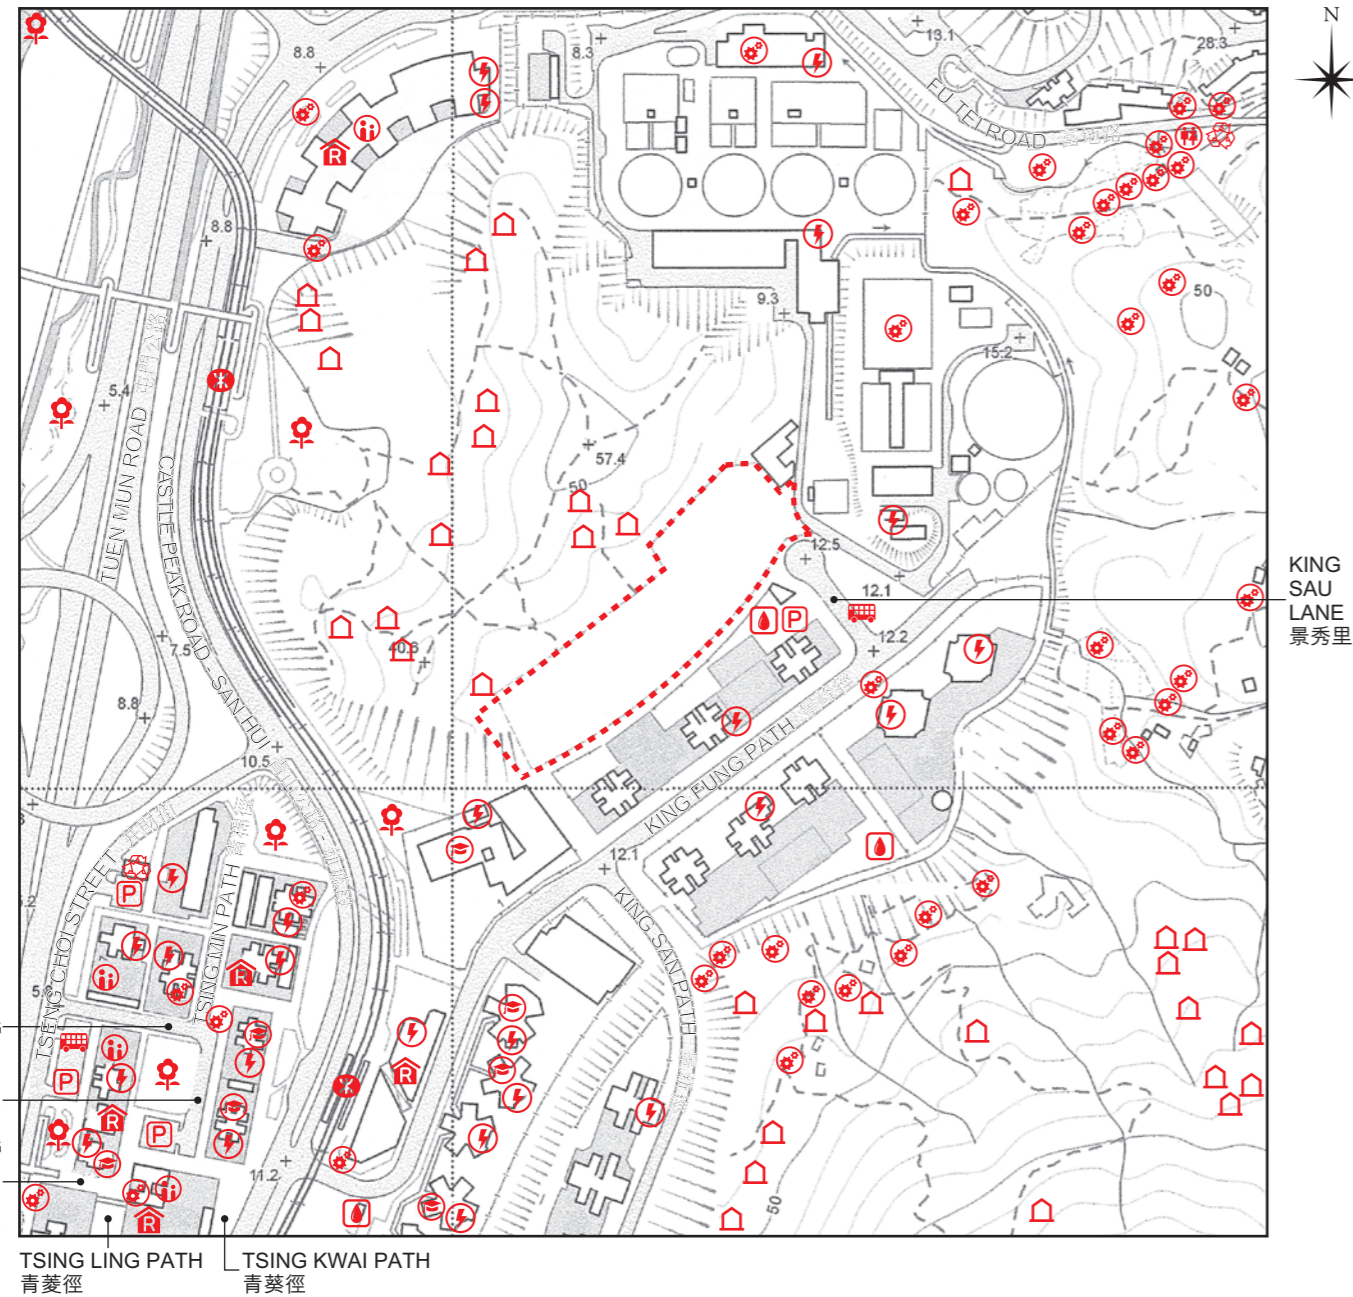 N
13.1
28.3
8.8
8.3
FU TEI ROAD
8.8
50
9.3
15.2
5.4
57.4
50
TUEN MUN ROAD
CASTLE PEAK ROAD - SAN HUI
12.5
KING
SAU
LANE
景秀里
12.1
12.2
40.6
7.5
8.8
10.5
KING FUNG PATH
12.1
TSENG CHOI STREET
TSING MIN PATH
KING SAN PATH
P
P
P
P
R
R
R
R
R
R
11.2
50
TSING LING PATH
青菱徑
TSING KWAI PATH
青葵徑